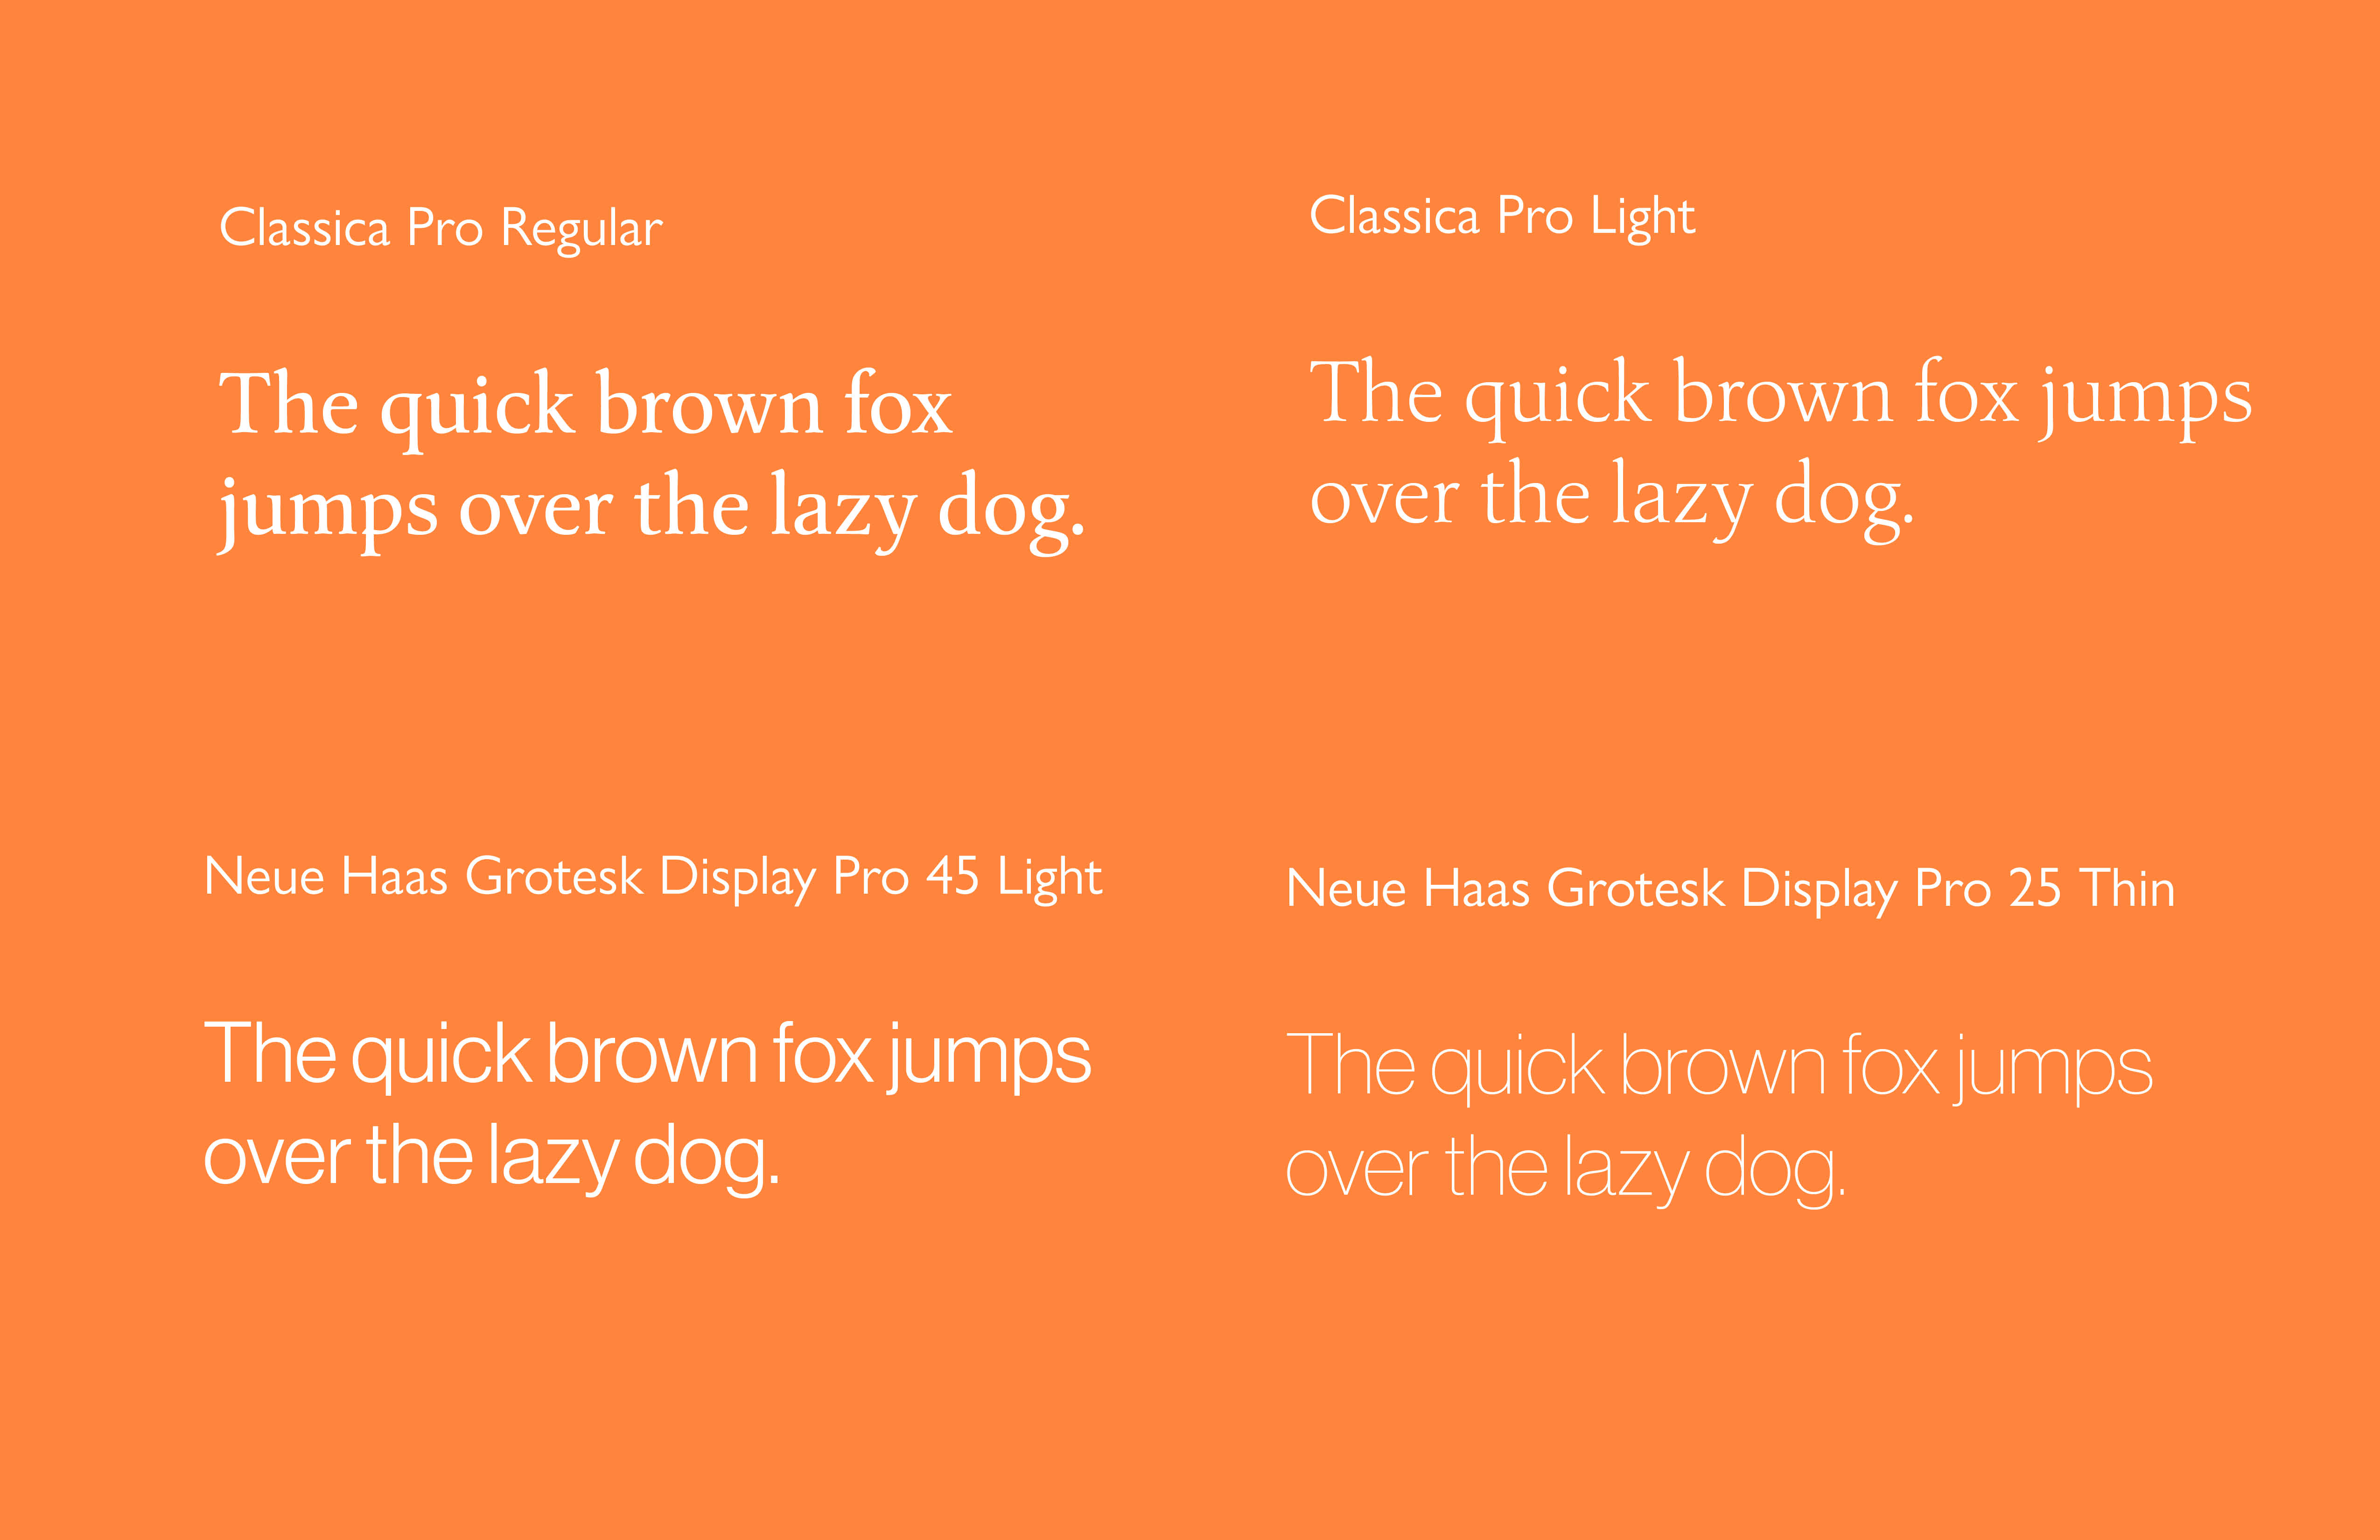 Classica Pro Regular
The quick brown fox
jumps over the lazy dog.
Classica Pro Light
The quick brown fox jumps
over the lazy dog.
Neue Haas Grotesk Display Pro 45 Light
The quick brown fox jumps
over the lazy dog.
Neue Haas Grotesk Display Pro 25 Thin
The quick brown fox jumps
over the lazy dog.